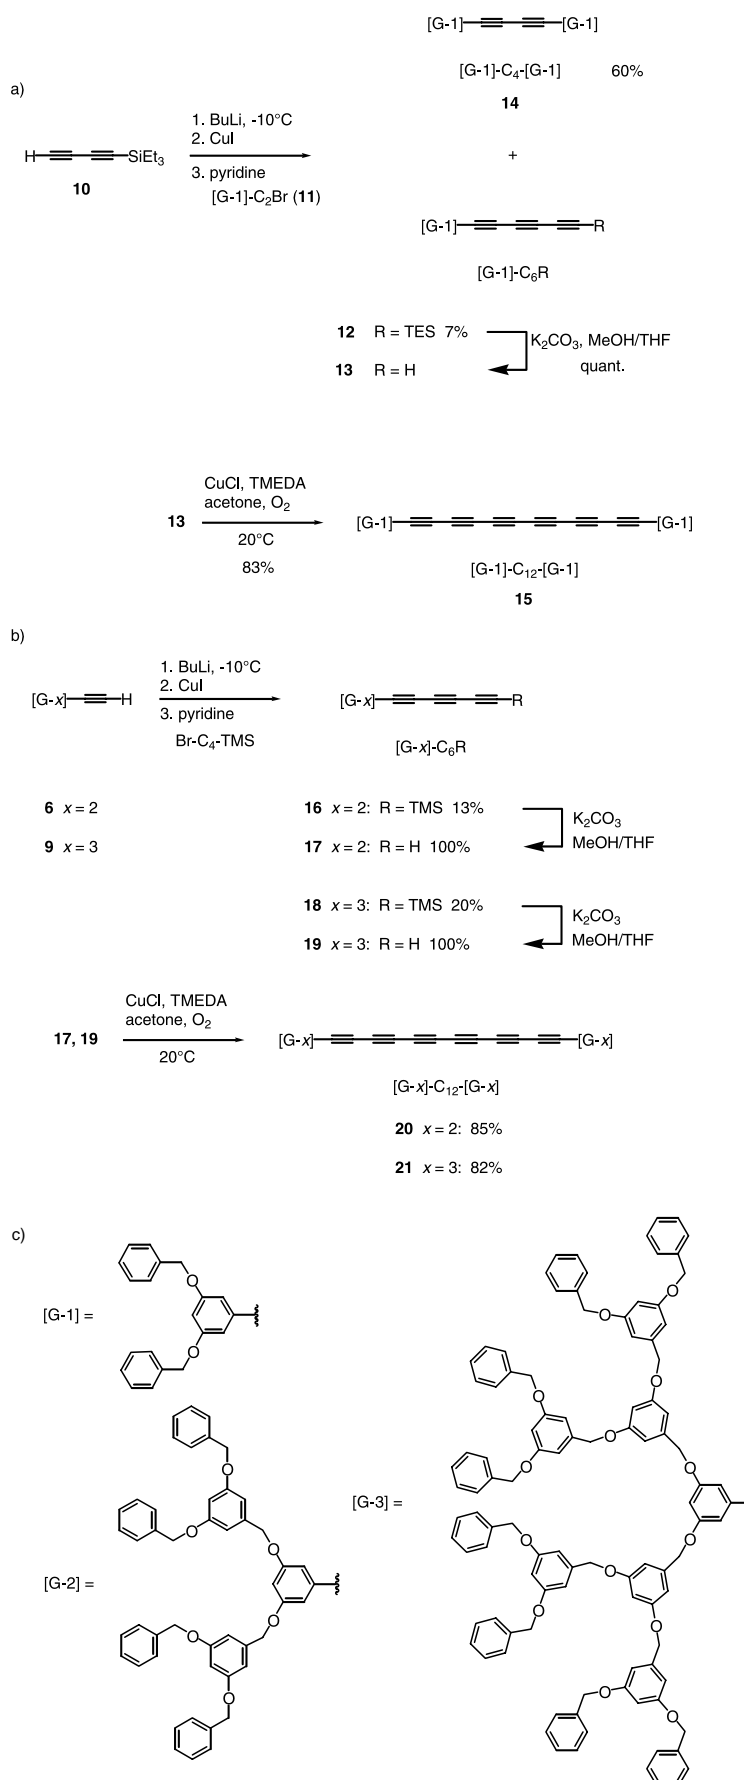 [G-1] [G-1]
[G-1]-C₄-[G-1] 60%
14
a)
1. BuLi, -10°C
2. CuI
H SiEt₃
3. pyridine
10
[G-1]-C₂Br (11)
+
[G-1] R
[G-1]-C₆R
12 R = TES 7%
K₂CO₃, MeOH/THF
13 R = H
quant.
CuCl, TMEDA
acetone, O₂
13
[G-1] [G-1]
20°C
83%
[G-1]-C₁₂-[G-1]
15
b)
1. BuLi, -10°C
2. CuI
[G-x] H
[G-x] R
3. pyridine
Br-C₄-TMS
[G-x]-C₆R
6 x = 2
16 x = 2: R = TMS 13%
K₂CO₃
9 x = 3
17 x = 2: R = H 100%
MeOH/THF
18 x = 3: R = TMS 20%
K₂CO₃
19 x = 3: R = H 100%
MeOH/THF
CuCl, TMEDA
acetone, O₂
17, 19
[G-x] [G-x]
20°C
[G-x]-C₁₂-[G-x]
20 x = 2: 85%
21 x = 3: 82%
c)
[G-1] =
O
O
[G-2] =
O
O
O
O
O
O
[G-3] =
O
O
O
O
O
O
O
O
O
O
O
O
O
O